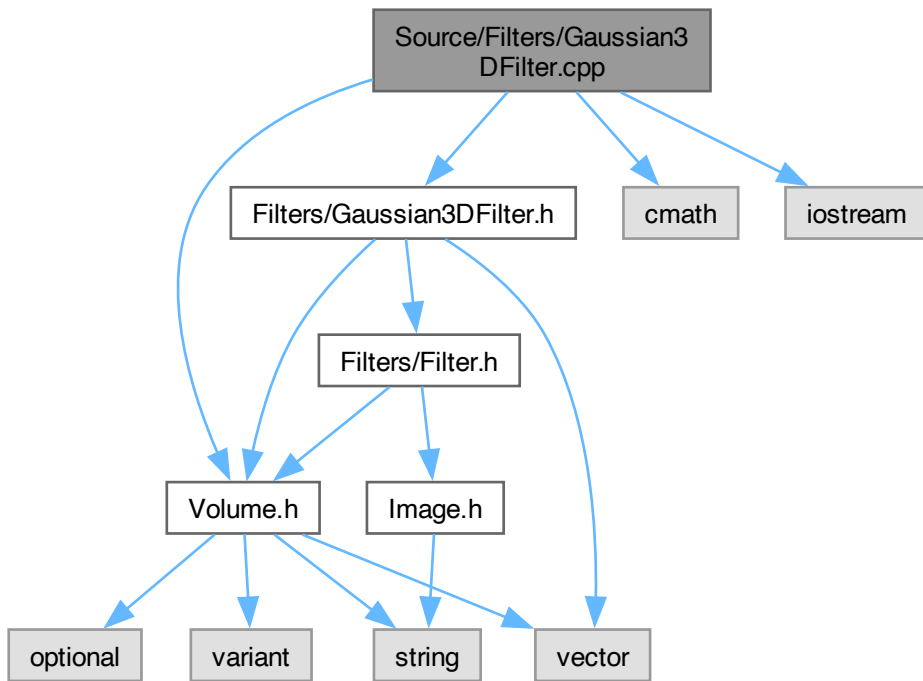 Source/Filters/Gaussian3
DFilter.cpp
Filters/Gaussian3DFilter.h
cmath
iostream
Filters/Filter.h
Volume.h
Image.h
optional
variant
string
vector